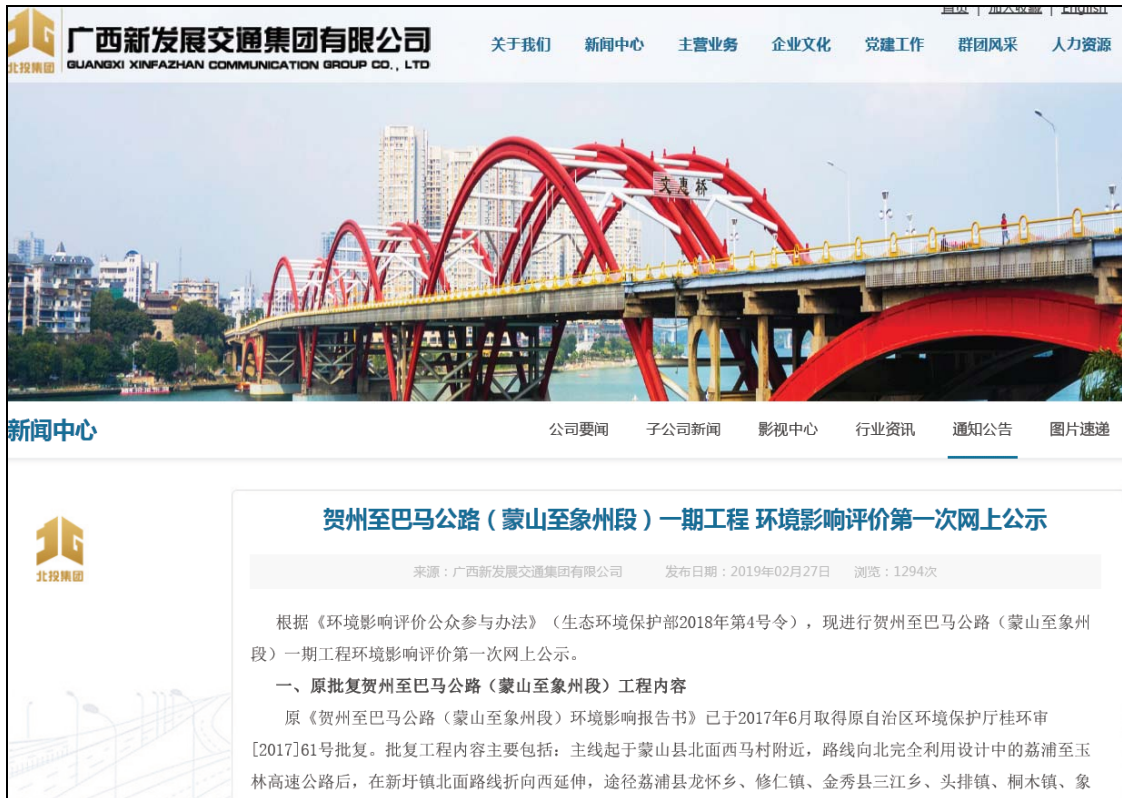 首页 | 加入收藏 | English
北投集团
广西新发展交通集团有限公司
GUANGXI XINFAZHAN COMMUNICATION GROUP CO., LTD
关于我们 新闻中心 主营业务 企业文化 党建工作 群团风采 人力资源
文惠桥
新闻中心
公司要闻 子公司新闻 影视中心 行业资讯 通知公告 图片速递
北投集团
贺州至巴马公路（蒙山至象州段）一期工程 环境影响评价第一次网上公示
来源：广西新发展交通集团有限公司 发布日期：2019年02月27日 浏览：1294次
根据《环境影响评价公众参与办法》（生态环境保护部2018年第4号令），现进行贺州至巴马公路（蒙山至象州
段）一期工程环境影响评价第一次网上公示。
一、原批复贺州至巴马公路（蒙山至象州段）工程内容
原《贺州至巴马公路（蒙山至象州段）环境影响报告书》已于2017年6月取得原自治区环境保护厅桂环审
[2017]61号批复。批复工程内容主要包括：主线起于蒙山县北面西马村附近，路线向北完全利用设计中的荔浦至玉
林高速公路后，在新圩镇北面路线折向西延伸，途径荔浦县龙怀乡、修仁镇、金秀县三江乡、头排镇、桐木镇、象